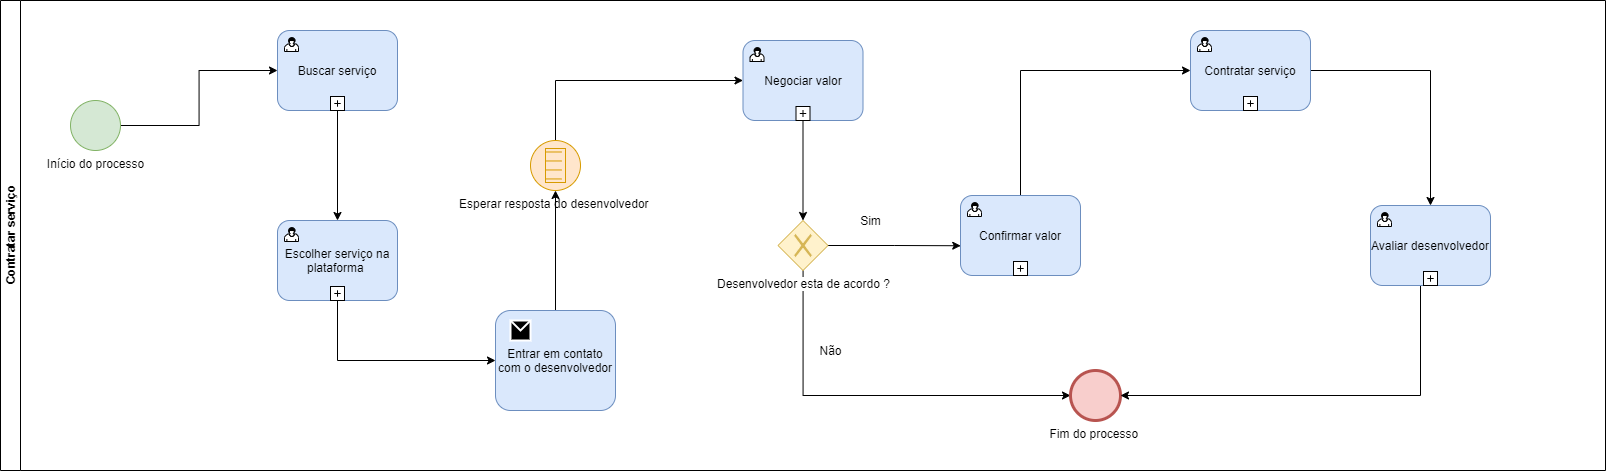 Contratar serviço
Início do processo
Buscar serviço
Escolher serviço na
plataforma
Entrar em contato
com o desenvolvedor
Esperar resposta do desenvolvedor
Negociar valor
Desenvolvedor esta de acordo ?
Sim
Não
Confirmar valor
Contratar serviço
Avaliar desenvolvedor
Fim do processo